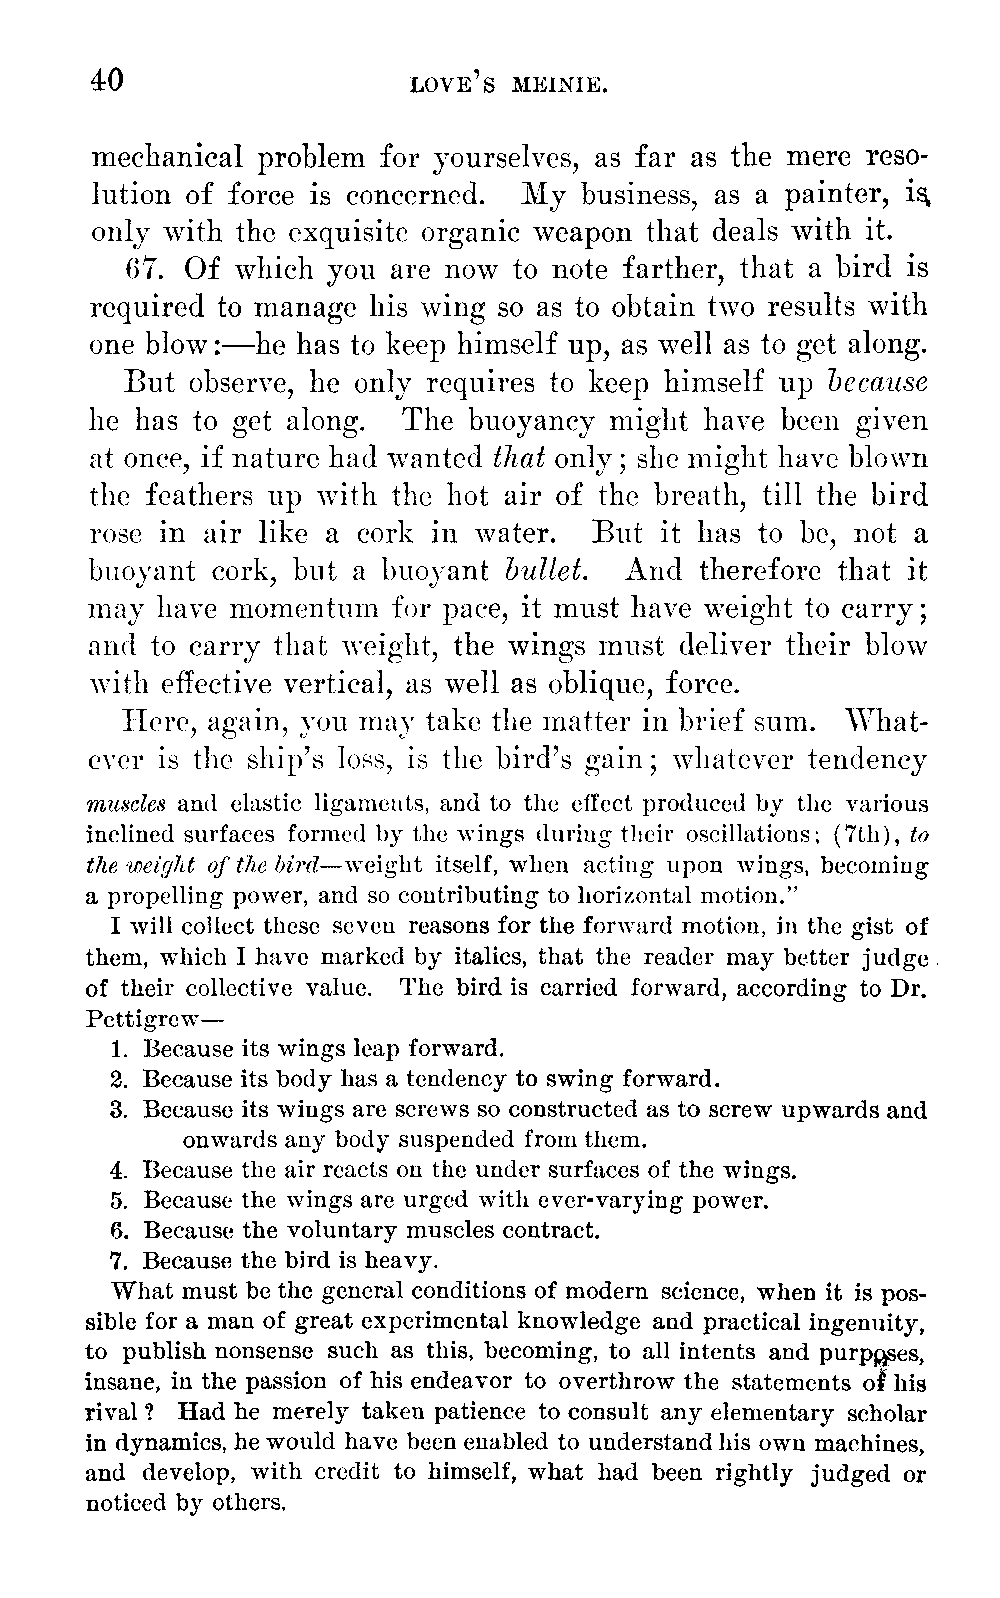 40 LOVE'S MEINIE.
mechanical problem for yourselves, as far as the mere reso-
lution of force is concerned. My business, as a painter, is
only with the exquisite organic weapon that deals with it.
67. Of which you are now to note farther, that a bird is
required to manage his wing so as to obtain two results with
one blow:—he has to keep himself up, as well as to get along.
But observe, he only requires to keep himself up because
he has to get along. The buoyancy might have been given
at once, if nature had wanted that only; she might have blown
the feathers up with the hot air of the breath, till the bird
rose in air like a cork in water. But it has to be, not a
buoyant cork, but a buoyant bullet. And therefore that it
may have momentum for pace, it must have weight to carry;
and to carry that weight, the wings must deliver their blow
with effective vertical, as well as oblique, force.
Here, again, you may take the matter in brief sum. What-
ever is the ship's loss, is the bird's gain; whatever tendency
muscles and elastic ligaments, and to the effect produced by the various
inclined surfaces formed by the wings during their oscillations; (7th), to
the weight of the bird—weight itself, when acting upon wings, becoming
a propelling power, and so contributing to horizontal motion."
I will collect these seven reasons for the forward motion, in the gist of
them, which I have marked by italics, that the reader may better judge
of their collective value. The bird is carried forward, according to Dr.
Pettigrew—
1. Because its wings leap forward.
2. Because its body has a tendency to swing forward.
3. Because its wings are screws so constructed as to screw upwards and
onwards any body suspended from them.
4. Because the air reacts on the under surfaces of the wings.
5. Because the wings are urged with ever-varying power.
6. Because the voluntary muscles contract.
7. Because the bird is heavy.
What must be the general conditions of modern science, when it is pos-
sible for a man of great experimental knowledge and practical ingenuity,
to publish nonsense such as this, becoming, to all intents and purposes,
insane, in the passion of his endeavor to overthrow the statements of his
rival? Had he merely taken patience to consult any elementary scholar
in dynamics, he would have been enabled to understand his own machines,
and develop, with credit to himself, what had been rightly judged or
noticed by others.